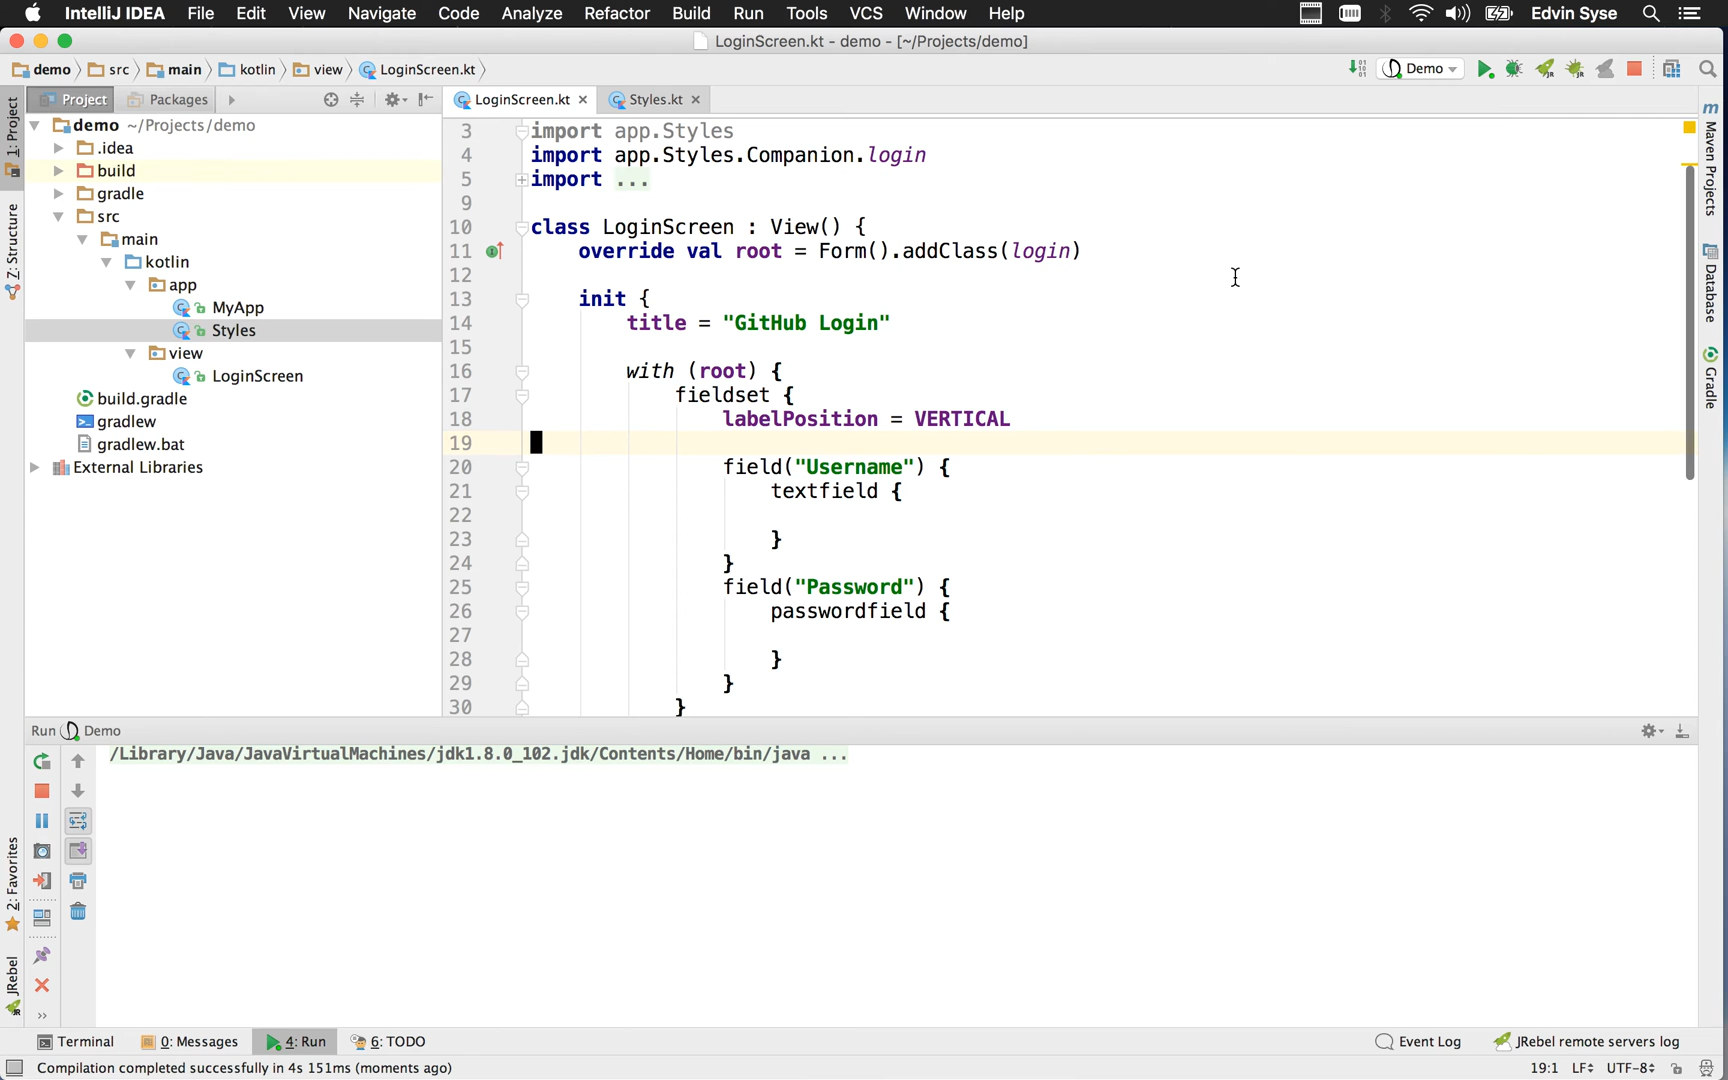 IntelliJ IDEA File Edit View Navigate Code Analyze Refactor Build Run Tools VCS Window Help Edvin Syse
LoginScreen.kt - demo - [~/Projects/demo]
demo src main kotlin view LoginScreen.kt Demo
1: Project
Z: Structure
2: Favorites
JRebel
Project Packages
demo ~/Projects/demo
.idea
build
gradle
src
main
kotlin
app
MyApp
Styles
view
LoginScreen
build.gradle
gradlew
gradlew.bat
External Libraries
LoginScreen.kt Styles.kt
3 import app.Styles
4 import app.Styles.Companion.login
5 import ...
9
10 class LoginScreen : View() {
11 override val root = Form().addClass(login)
12
13 init {
14 title = "GitHub Login"
15
16 with (root) {
17 fieldset {
18 labelPosition = VERTICAL
19
20 field("Username") {
21 textfield {
22
23 }
24 }
25 field("Password") {
26 passwordfield {
27
28 }
29 }
30 }
Maven Projects
Database
Gradle
Run Demo
/Library/Java/JavaVirtualMachines/jdk1.8.0_102.jdk/Contents/Home/bin/java ...
Terminal 0: Messages 4: Run 6: TODO Event Log JRebel remote servers log
Compilation completed successfully in 4s 151ms (moments ago) 19:1 LF UTF-8